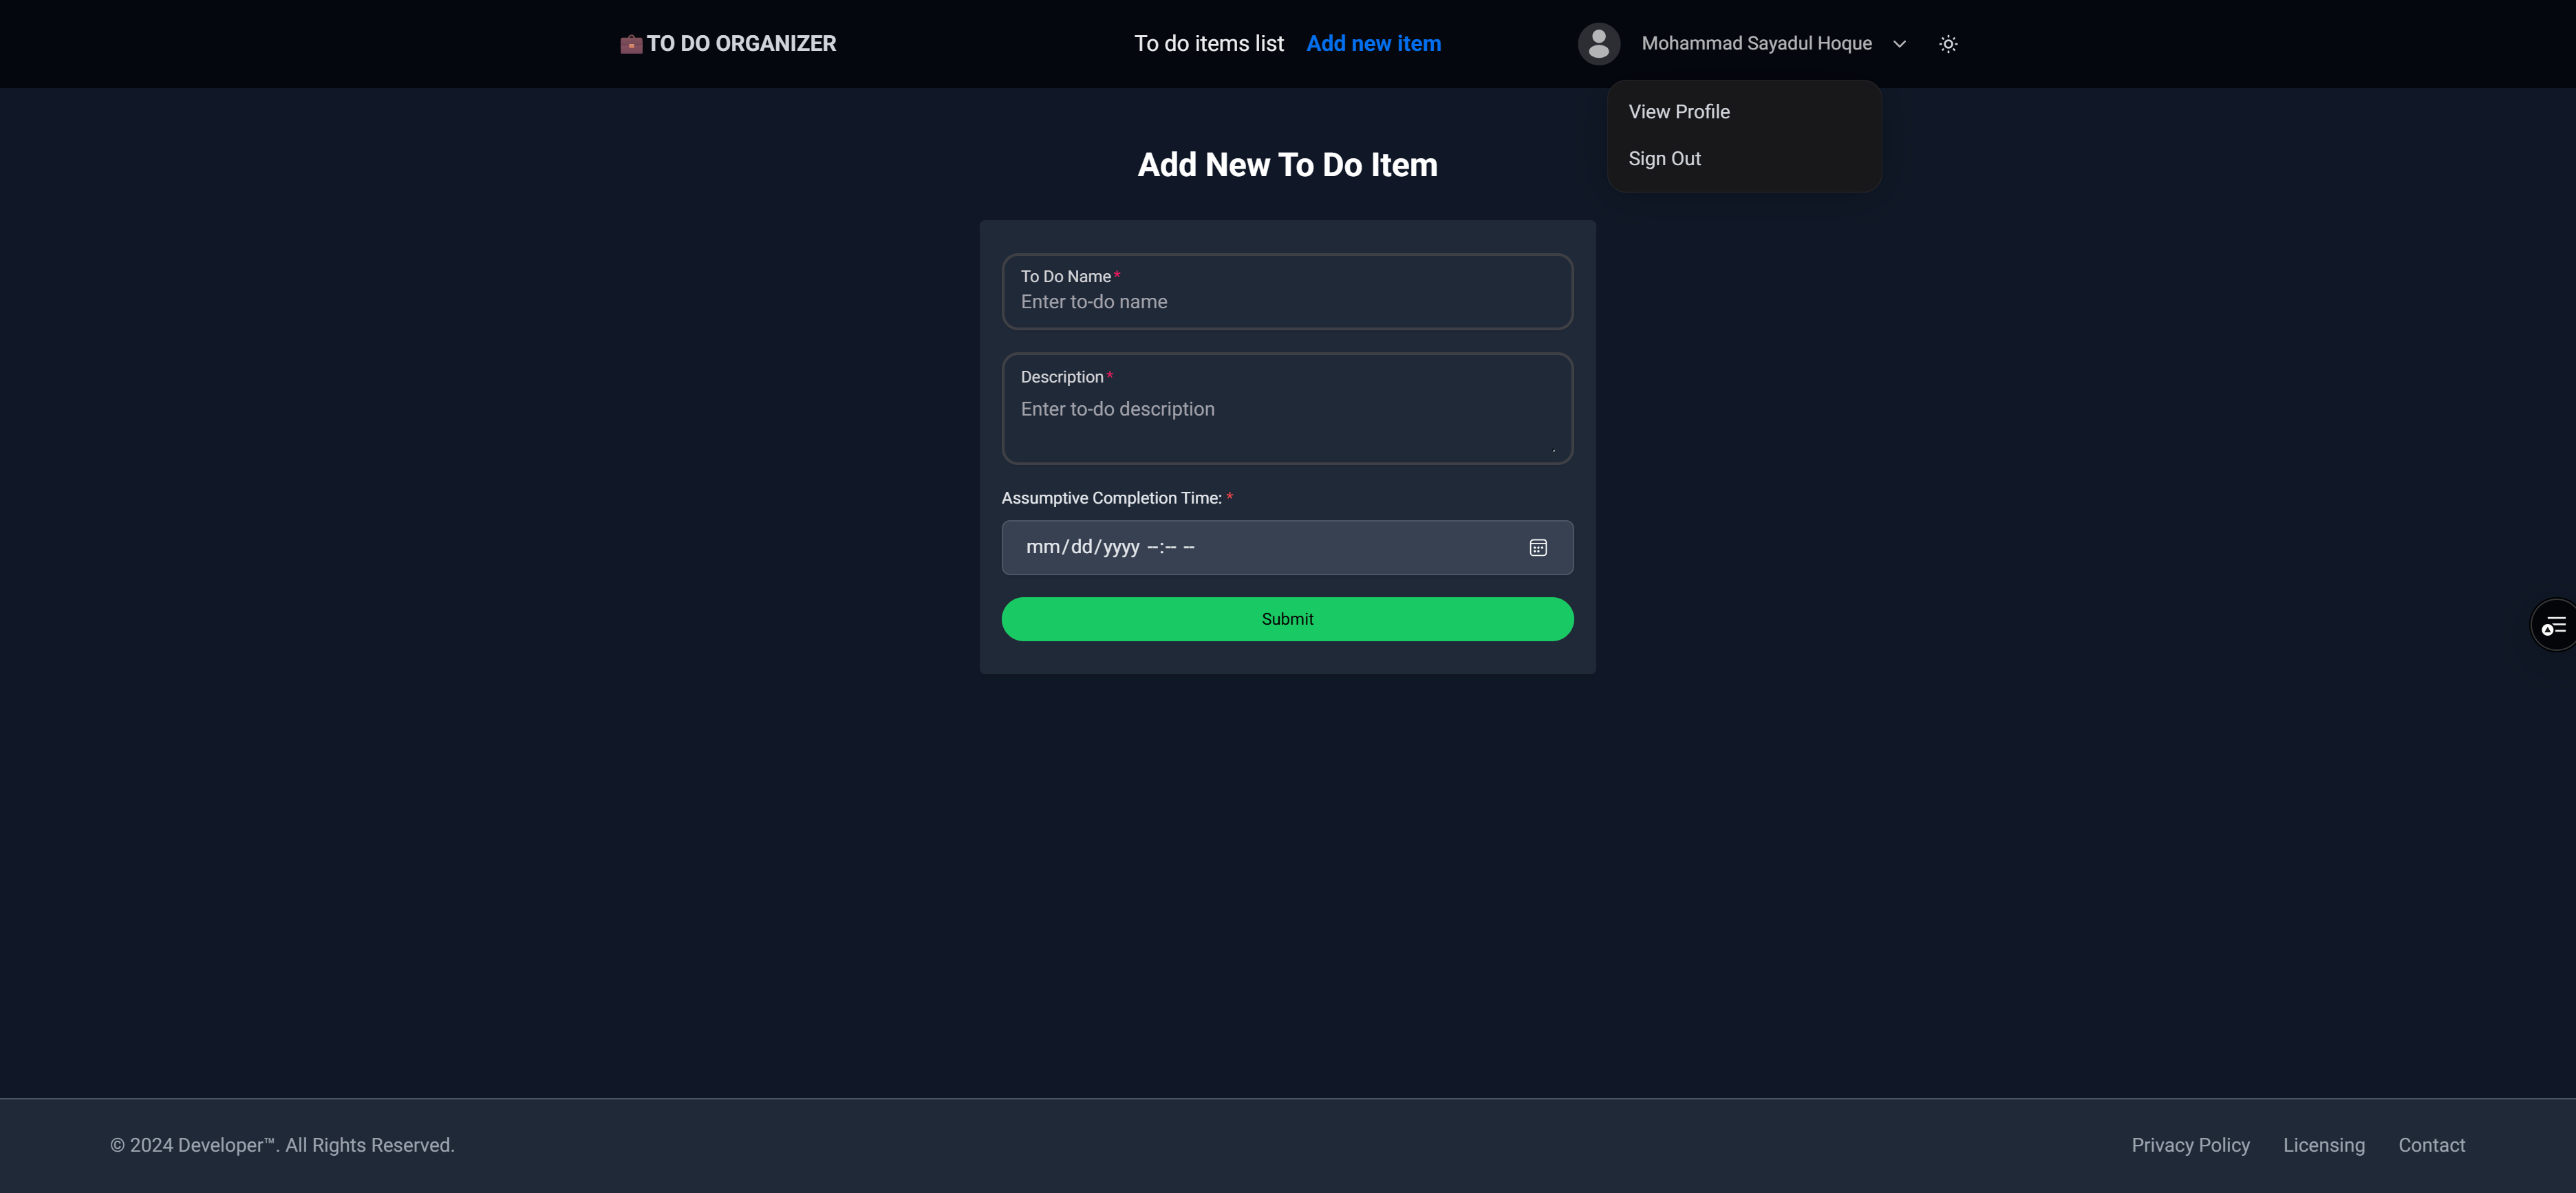 TO DO ORGANIZER
To do items list Add new item
Mohammad Sayadul Hoque
View Profile
Sign Out
Add New To Do Item
To Do Name*
Enter to-do name
Description*
Enter to-do description
Assumptive Completion Time: *
mm/dd/yyyy --:-- --
Submit
© 2024 Developer™. All Rights Reserved.
Privacy Policy Licensing Contact